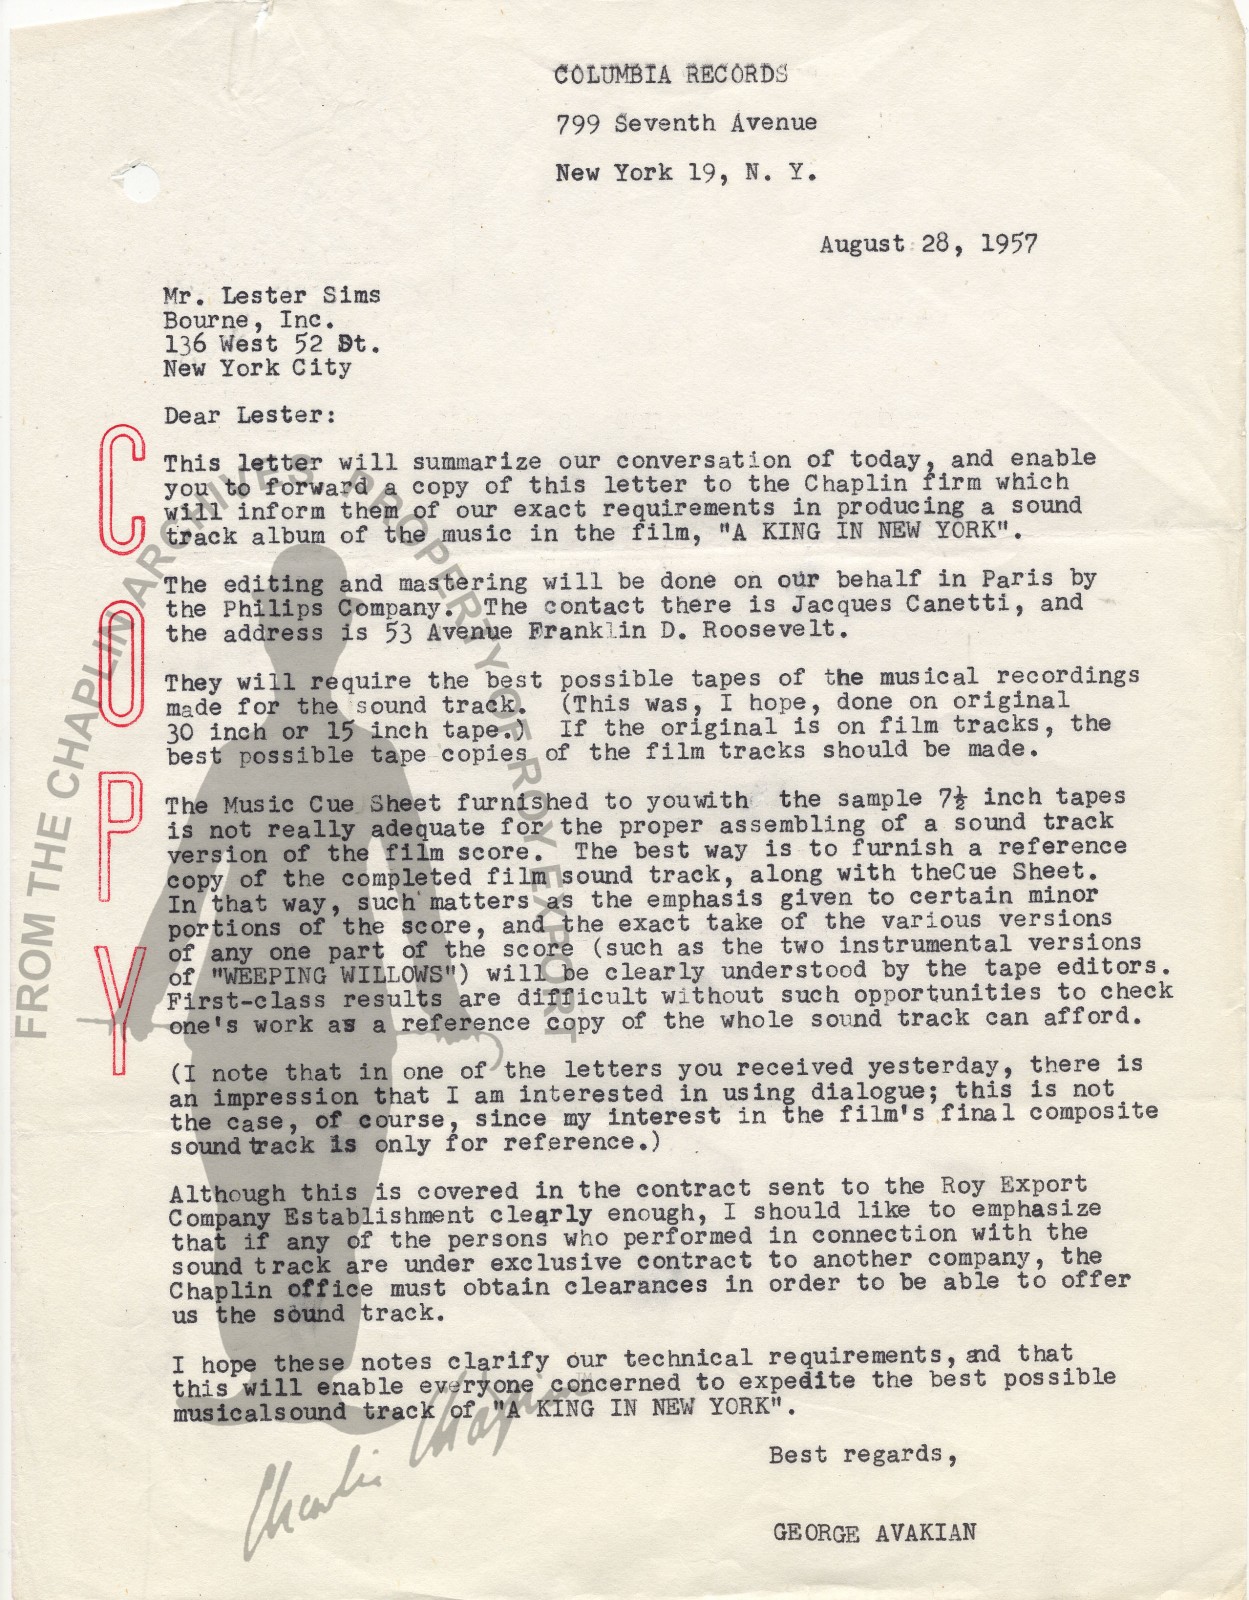 COLUMBIA RECORDS
799 Seventh Avenue
New York 19, N. Y.
August 28, 1957
Mr. Lester Sims
Bourne, Inc.
136 West 52 St.
New York City
Dear Lester:
This letter will summarize our conversation of today, and enable
you to forward a copy of this letter to the Chaplin firm which
will inform them of our exact requirements in producing a sound
track album of the music in the film, "A KING IN NEW YORK".
The editing and mastering will be done on our behalf in Paris by
the Philips Company. The contact there is Jacques Canetti, and
the address is 53 Avenue Franklin D. Roosevelt.
They will require the best possible tapes of the musical recordings
made for the sound track. (This was, I hope, done on original
30 inch or 15 inch tape.) If the original is on film tracks, the
best possible tape copies of the film tracks should be made.
The Music Cue Sheet furnished to youwith the sample 7½ inch tapes
is not really adequate for the proper assembling of a sound track
version of the film score. The best way is to furnish a reference
copy of the completed film sound track, along with theCue Sheet.
In that way, such matters as the emphasis given to certain minor
portions of the score, and the exact take of the various versions
of any one part of the score (such as the two instrumental versions
of "WEEPING WILLOWS") will be clearly understood by the tape editors.
First-class results are difficult without such opportunities to check
one's work as a reference copy of the whole sound track can afford.
(I note that in one of the letters you received yesterday, there is
an impression that I am interested in using dialogue; this is not
the case, of course, since my interest in the film's final composite
sound track is only for reference.)
Although this is covered in the contract sent to the Roy Export
Company Establishment clearly enough, I should like to emphasize
that if any of the persons who performed in connection with the
sound track are under exclusive contract to another company, the
Chaplin office must obtain clearances in order to be able to offer
us the sound track.
I hope these notes clarify our technical requirements, and that
this will enable everyone concerned to expedite the best possible
musicalsound track of "A KING IN NEW YORK".
Best regards,
GEORGE AVAKIAN
COPY
FROM THE CHAPLIN ARCHIVES, PROPERTY OF ROY EXPORT
Charlie Chaplin™